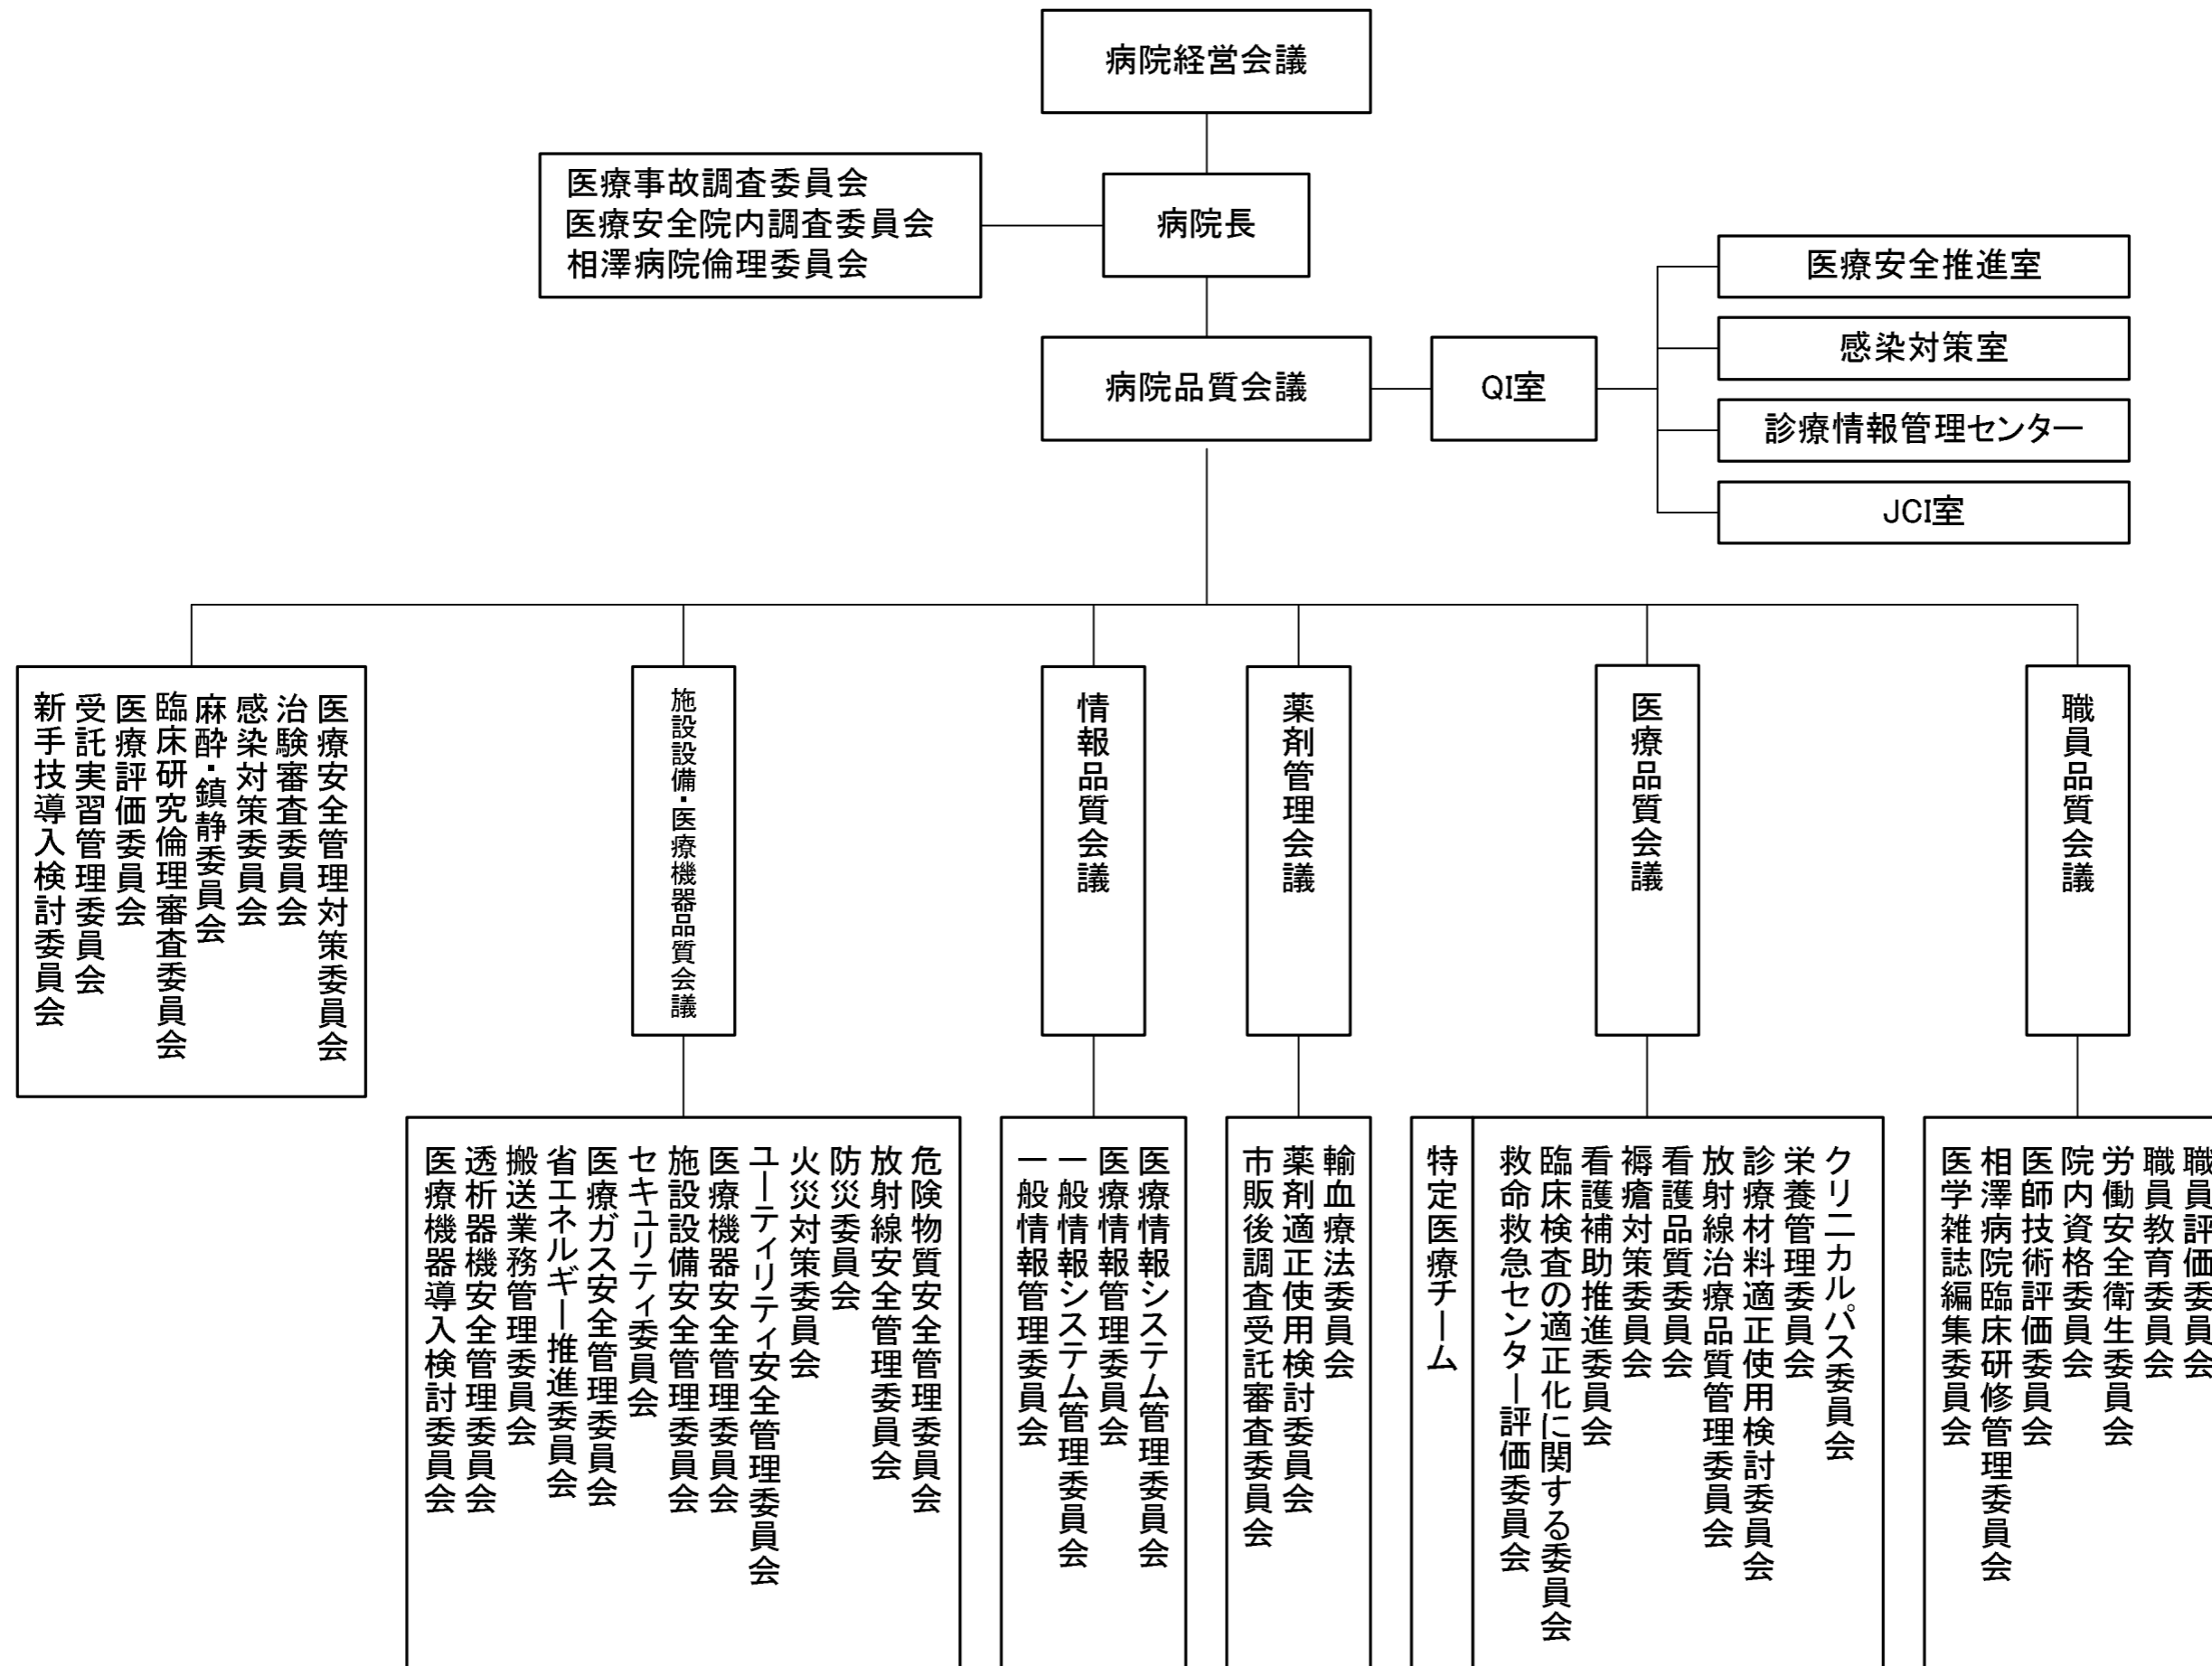 病院経営会議
医療事故調査委員会
医療安全院内調査委員会
相澤病院倫理委員会
病院長
病院品質会議
QI室
医療安全推進室
感染対策室
診療情報管理センター
JCI室
医療安全管理対策委員会
治験審査委員会
感染対策委員会
麻酔・鎮静委員会
臨床研究倫理審査委員会
医療評価委員会
受託実習管理委員会
新手技導入検討委員会
施設設備・医療機器品質会議
情報品質会議
薬剤管理会議
医療品質会議
職員品質会議
危険物質安全管理委員会
放射線安全管理委員会
防災委員会
火災対策委員会
ユーティリティ安全管理委員会
医療機器安全管理委員会
施設設備安全管理委員会
セキュリティ委員会
医療ガス安全管理委員会
省エネルギー推進委員会
搬送業務管理委員会
透析器機安全管理委員会
医療機器導入検討委員会
医療情報システム管理委員会
医療情報管理委員会
一般情報システム管理委員会
一般情報管理委員会
輸血療法委員会
薬剤適正使用検討委員会
市販後調査受託審査委員会
クリニカルパス委員会
栄養管理委員会
診療材料適正使用検討委員会
放射線治療品質管理委員会
看護品質委員会
褥瘡対策委員会
看護補助推進委員会
臨床検査の適正化に関する委員会
救命救急センター評価委員会
特定医療チーム
職員評価委員会
職員教育委員会
労働安全衛生委員会
院内資格委員会
医師技術評価委員会
相澤病院臨床研修管理委員会
医学雑誌編集委員会